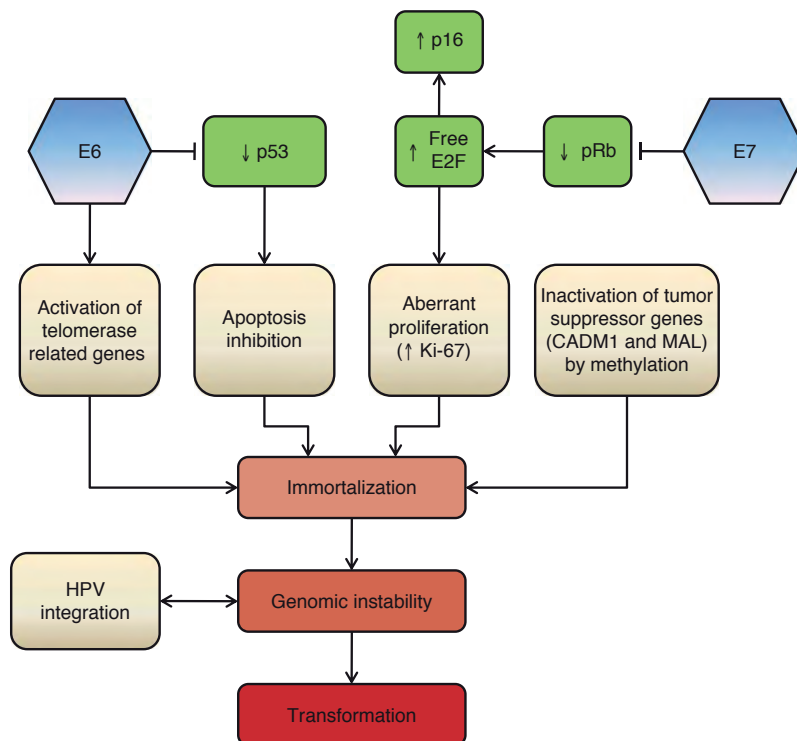 ↑ p16
E6
↓ p53
↑ Free
E2F
↓ pRb
E7
Activation of
telomerase
related genes
Apoptosis
inhibition
Aberrant
proliferation
(↑ Ki-67)
Inactivation of tumor
suppressor genes
(CADM1 and MAL)
by methylation
Immortalization
HPV
integration
Genomic instability
Transformation